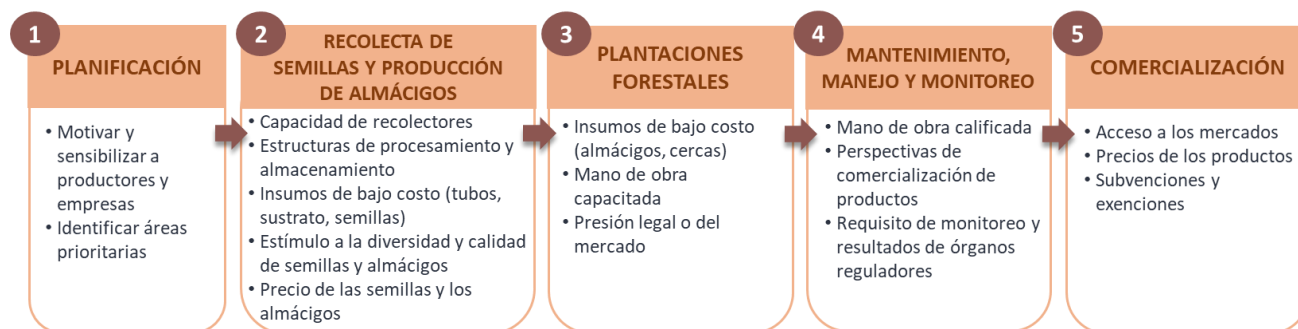 1
PLANIFICACIÓN
• Motivar y
sensibilizar a
productores y
empresas
• Identificar áreas
prioritarias
2
RECOLECTA DE
SEMILLAS Y PRODUCCIÓN
DE ALMÁCIGOS
• Capacidad de recolectores
• Estructuras de procesamiento y
almacenamiento
• Insumos de bajo costo (tubos,
sustrato, semillas)
• Estímulo a la diversidad y calidad
de semillas y almácigos
• Precio de las semillas y los
almácigos
3
PLANTACIONES
FORESTALES
• Insumos de bajo costo
(almácigos, cercas)
• Mano de obra
capacitada
• Presión legal o del
mercado
4
MANTENIMIENTO,
MANEJO Y MONITOREO
• Mano de obra calificada
• Perspectivas de
comercialización de
productos
• Requisito de monitoreo y
resultados de órganos
reguladores
5
COMERCIALIZACIÓN
• Acceso a los mercados
• Precios de los productos
• Subvenciones y
exenciones